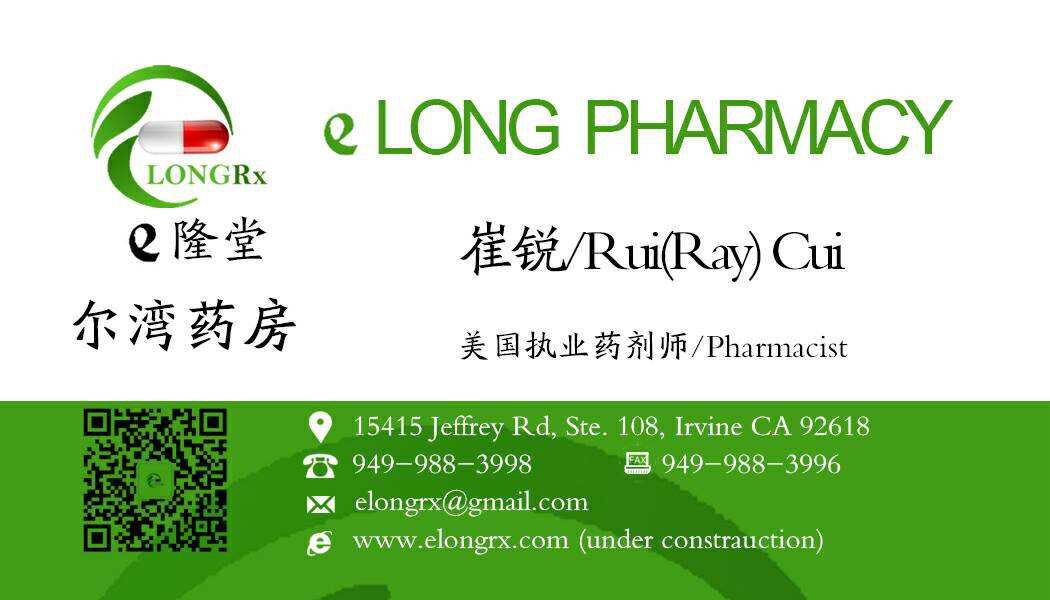 e LONG PHARMACY
LONGRx
e隆堂
尔湾药房
崔锐/Rui(Ray) Cui
美国执业药剂师/Pharmacist
15415 Jeffrey Rd, Ste. 108, Irvine CA 92618
949-988-3998 FAX 949-988-3996
elongrx@gmail.com
www.elongrx.com (under constrauction)